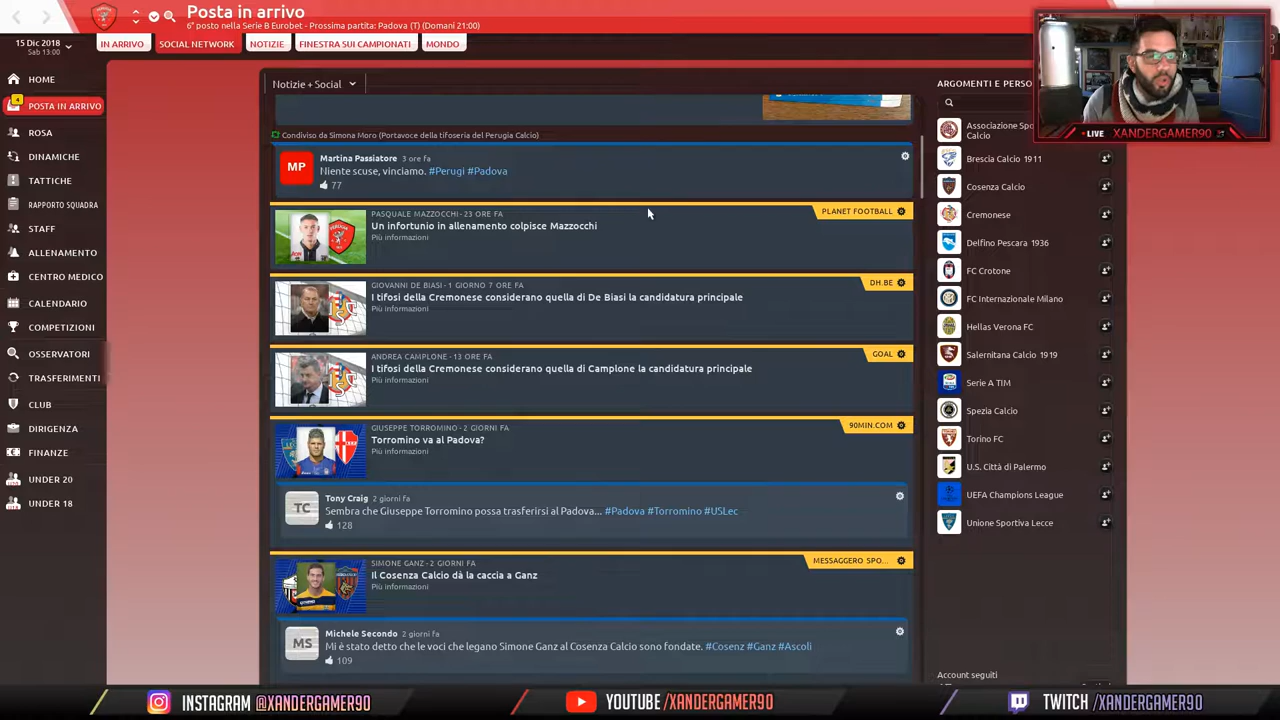 Posta in arrivo
6° posto nella Serie B Eurobet - Prossima partita: Padova (T) (Domani 21:00)
15 Dic 2018
Sab 13:00
IN ARRIVO
SOCIAL NETWORK
NOTIZIE
FINESTRA SUI CAMPIONATI
MONDO
HOME
4
POSTA IN ARRIVO
ROSA
DINAMICHE
TATTICHE
RAPPORTO SQUADRA
STAFF
ALLENAMENTO
CENTRO MEDICO
CALENDARIO
COMPETIZIONI
OSSERVATORI
TRASFERIMENTI
CLUB
DIRIGENZA
FINANZE
UNDER 20
UNDER 18
Notizie + Social
Condiviso da Simona Moro (Portavoce della tifoseria del Perugia Calcio)
MP
Martina Passiatore 3 ore fa
Niente scuse, vinciamo. #Perugi #Padova
77
PASQUALE MAZZOCCHI - 23 ORE FA
PLANET FOOTBALL
Un infortunio in allenamento colpisce Mazzocchi
Più informazioni
GIOVANNI DE BIASI - 1 GIORNO 7 ORE FA
DH.BE
I tifosi della Cremonese considerano quella di De Biasi la candidatura principale
Più informazioni
ANDREA CAMPLONE - 13 ORE FA
GOAL
I tifosi della Cremonese considerano quella di Camplone la candidatura principale
Più informazioni
GIUSEPPE TORROMINO - 2 GIORNI FA
90MIN.COM
Torromino va al Padova?
Più informazioni
TC
Tony Craig 2 giorni fa
Sembra che Giuseppe Torromino possa trasferirsi al Padova... #Padova #Torromino #USLec
128
SIMONE GANZ - 2 GIORNI FA
MESSAGGERO SPO...
Il Cosenza Calcio dà la caccia a Ganz
Più informazioni
MS
Michele Secondo 2 giorni fa
Mi è stato detto che le voci che legano Simone Ganz al Cosenza Calcio sono fondate. #Cosenz #Ganz #Ascoli
109
ARGOMENTI E PERSO
Associazione Spo
Calcio
Brescia Calcio 1911
Cosenza Calcio
Cremonese
Delfino Pescara 1936
FC Crotone
FC Internazionale Milano
Hellas Verona FC
Salernitana Calcio 1919
Serie A TIM
Spezia Calcio
Torino FC
U.S. Città di Palermo
UEFA Champions League
Unione Sportiva Lecce
Account seguiti
LIVE XANDERGAMER90
INSTAGRAM @XANDERGAMER90
YOUTUBE /XANDERGAMER90
TWITCH /XANDERGAMER90